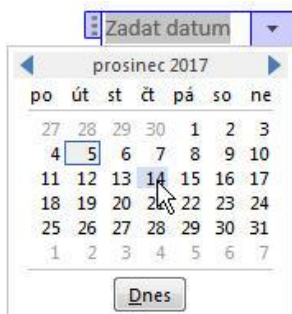 Zadat datum
prosinec 2017
po út st čt pá so ne
27 28 29 30 1 2 3
4 5 6 7 8 9 10
11 12 13 14 15 16 17
18 19 20 21 22 23 24
25 26 27 28 29 30 31
1 2 3 4 5 6 7
Dnes